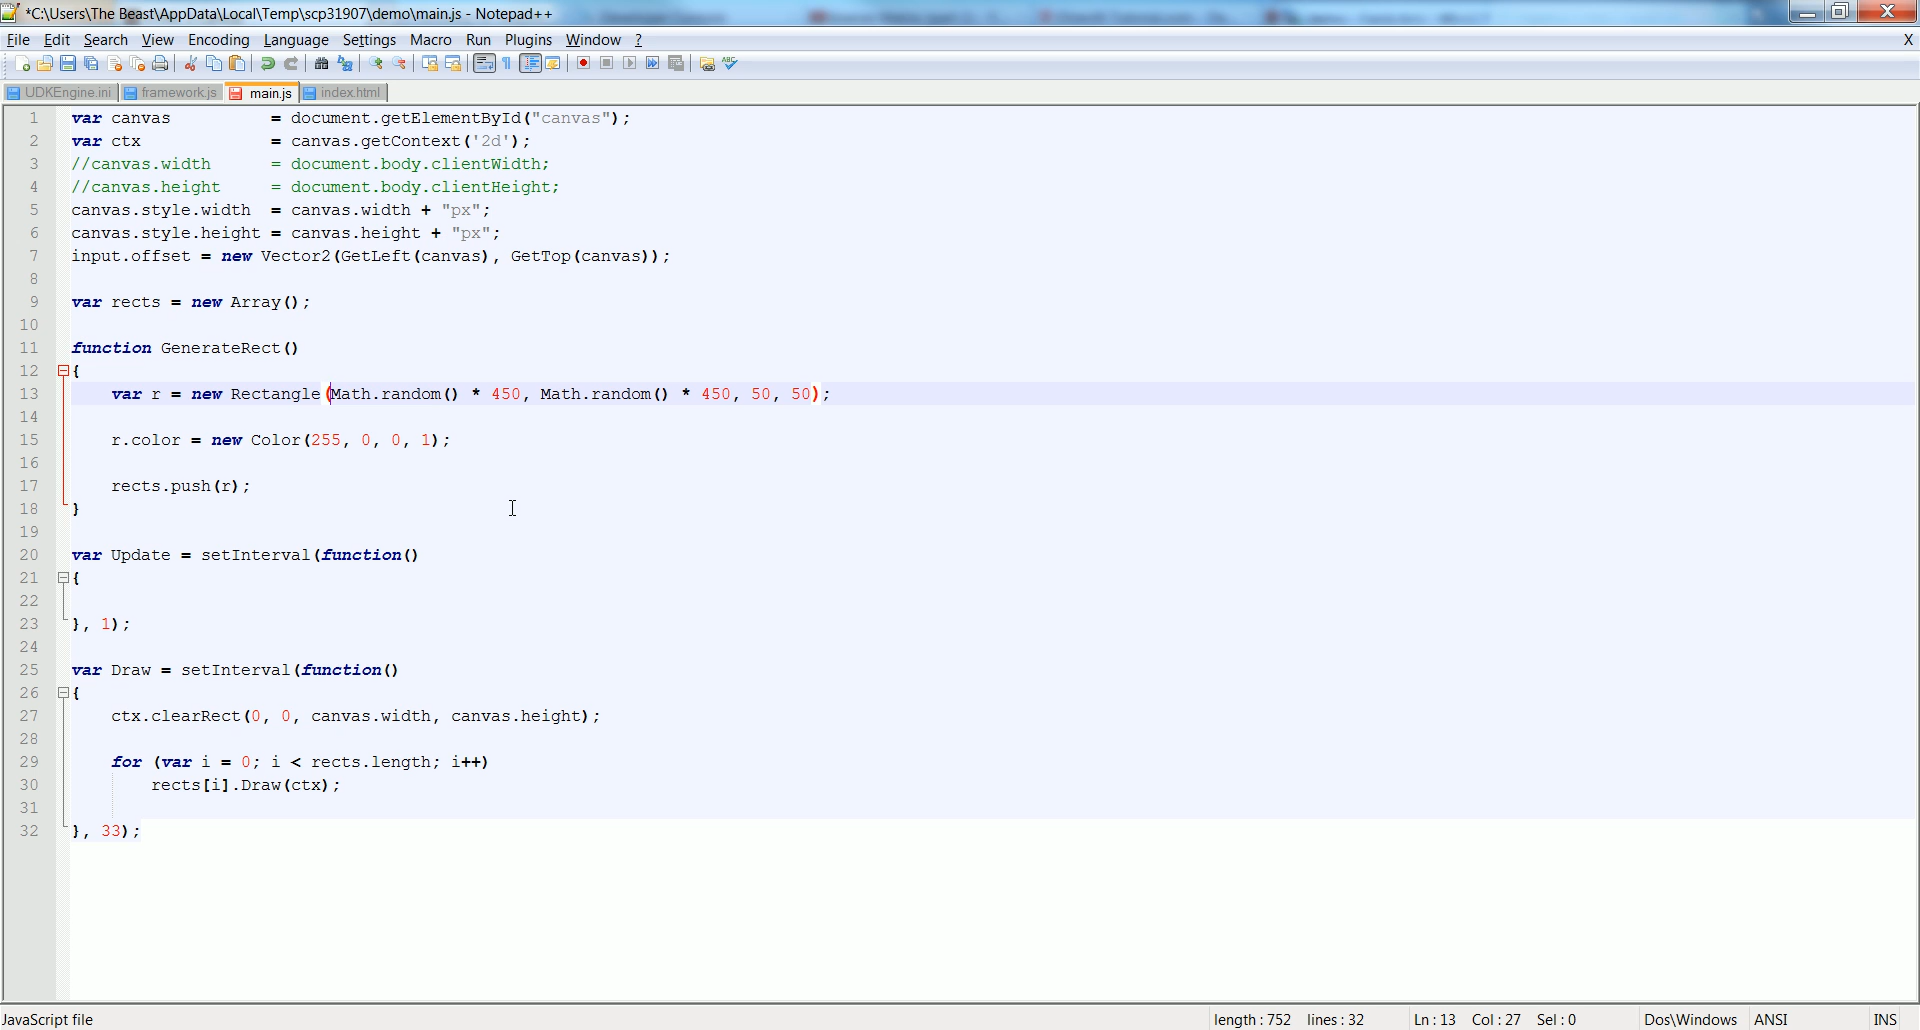 *C:\Users\The Beast\AppData\Local\Temp\scp31907\demo\main.js - Notepad++
File Edit Search View Encoding Language Settings Macro Run Plugins Window ? X
UDKEngine.ini framework.js main.js index.html
1 var canvas          = document.getElementById("canvas");
2 var ctx             = canvas.getContext('2d');
3 //canvas.width      = document.body.clientWidth;
4 //canvas.height     = document.body.clientHeight;
5 canvas.style.width  = canvas.width + "px";
6 canvas.style.height = canvas.height + "px";
7 input.offset = new Vector2(GetLeft(canvas), GetTop(canvas));
8
9 var rects = new Array();
10
11 function GenerateRect()
12 {
13     var r = new Rectangle(Math.random() * 450, Math.random() * 450, 50, 50);
14
15     r.color = new Color(255, 0, 0, 1);
16
17     rects.push(r);
18 }
19
20 var Update = setInterval(function()
21 {
22
23 }, 1);
24
25 var Draw = setInterval(function()
26 {
27     ctx.clearRect(0, 0, canvas.width, canvas.height);
28
29     for (var i = 0; i < rects.length; i++)
30         rects[i].Draw(ctx);
31
32 }, 33);
JavaScript file length : 752 lines : 32 Ln : 13 Col : 27 Sel : 0 Dos\Windows ANSI INS